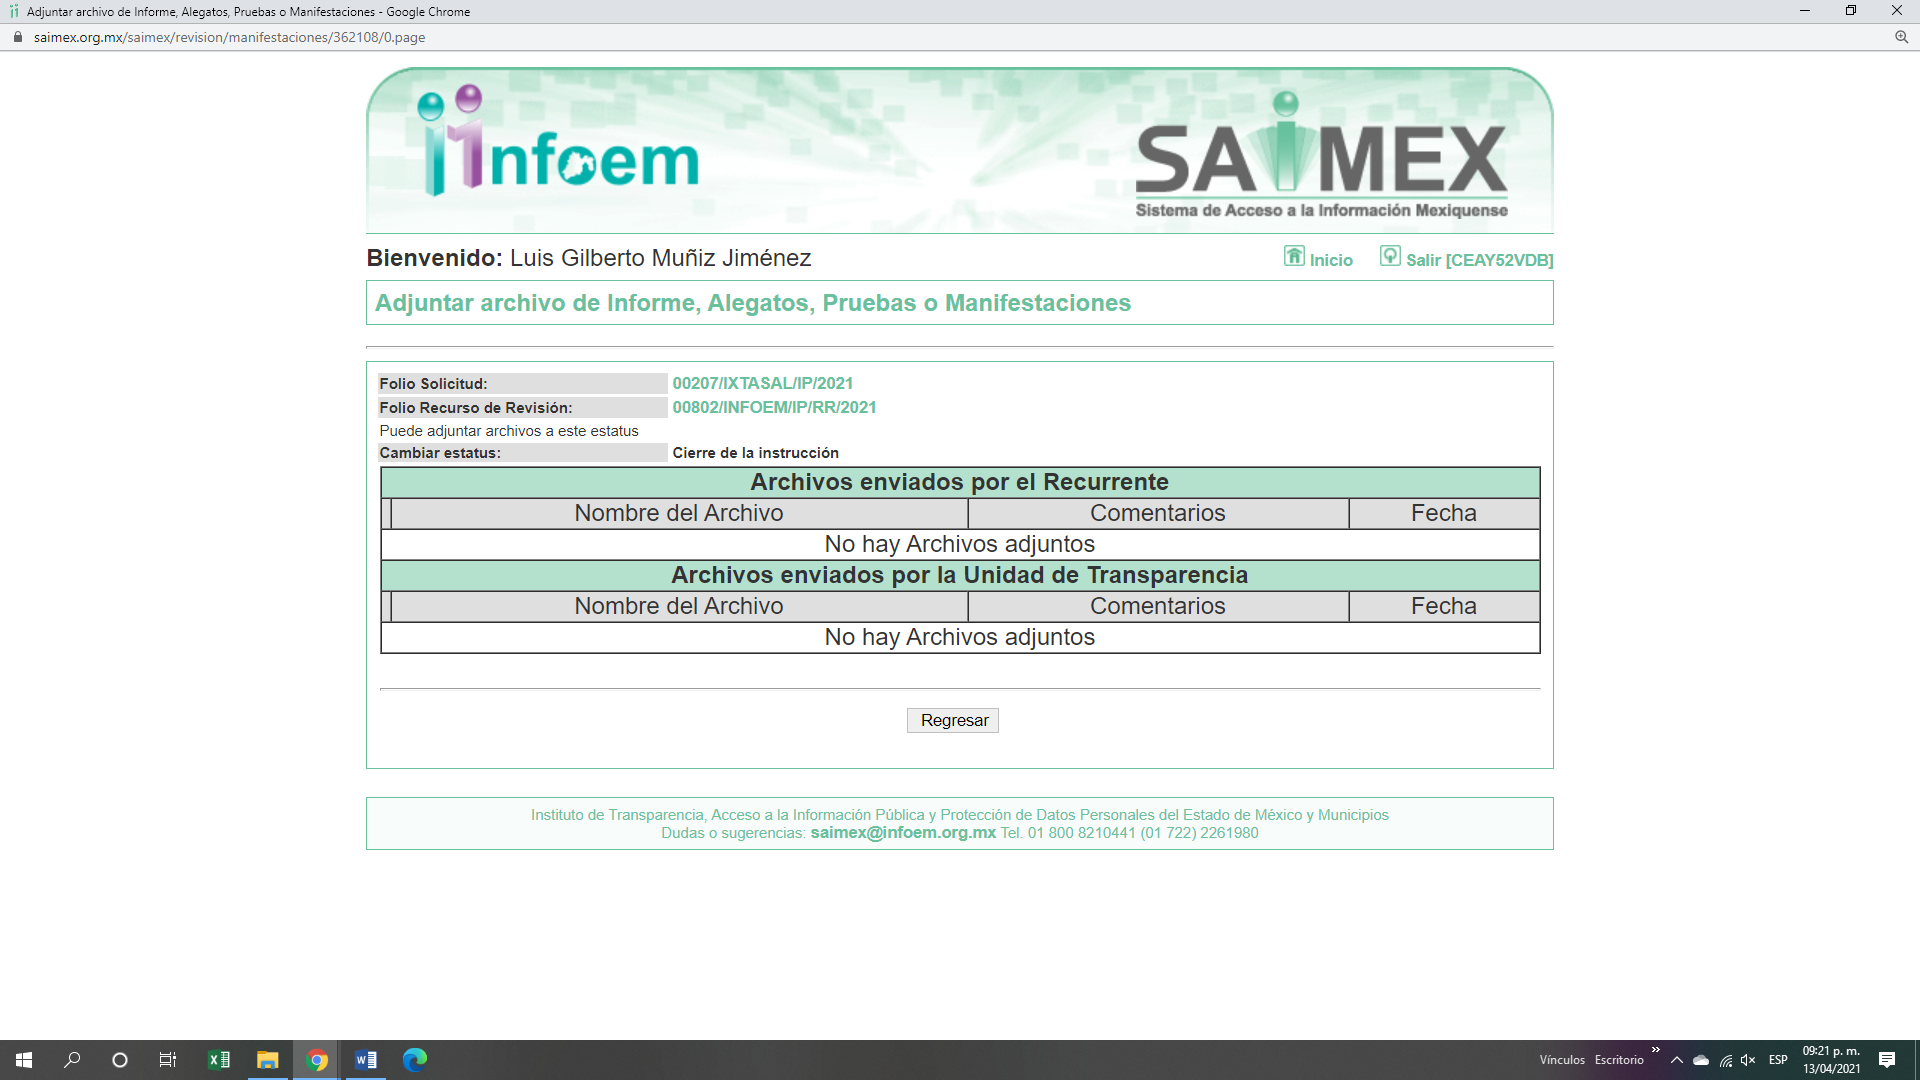 Adjuntar archivo de Informe, Alegatos, Pruebas o Manifestaciones - Google Chrome
saimex.org.mx/saimex/revision/manifestaciones/362108/0.page
infoem
SAIMEX
Sistema de Acceso a la Información Mexiquense
Bienvenido: Luis Gilberto Muñiz Jiménez
Inicio
Salir [CEAY52VDB]
Adjuntar archivo de Informe, Alegatos, Pruebas o Manifestaciones
Folio Solicitud: 00207/IXTASAL/IP/2021
Folio Recurso de Revisión: 00802/INFOEM/IP/RR/2021
Puede adjuntar archivos a este estatus
Cambiar estatus: Cierre de la instrucción
Archivos enviados por el Recurrente
Nombre del Archivo Comentarios Fecha
No hay Archivos adjuntos
Archivos enviados por la Unidad de Transparencia
Nombre del Archivo Comentarios Fecha
No hay Archivos adjuntos
Regresar
Instituto de Transparencia, Acceso a la Información Pública y Protección de Datos Personales del Estado de México y Municipios
Dudas o sugerencias: saimex@infoem.org.mx Tel. 01 800 8210441 (01 722) 2261980
Vínculos Escritorio » ESP 09:21 p. m.
13/04/2021